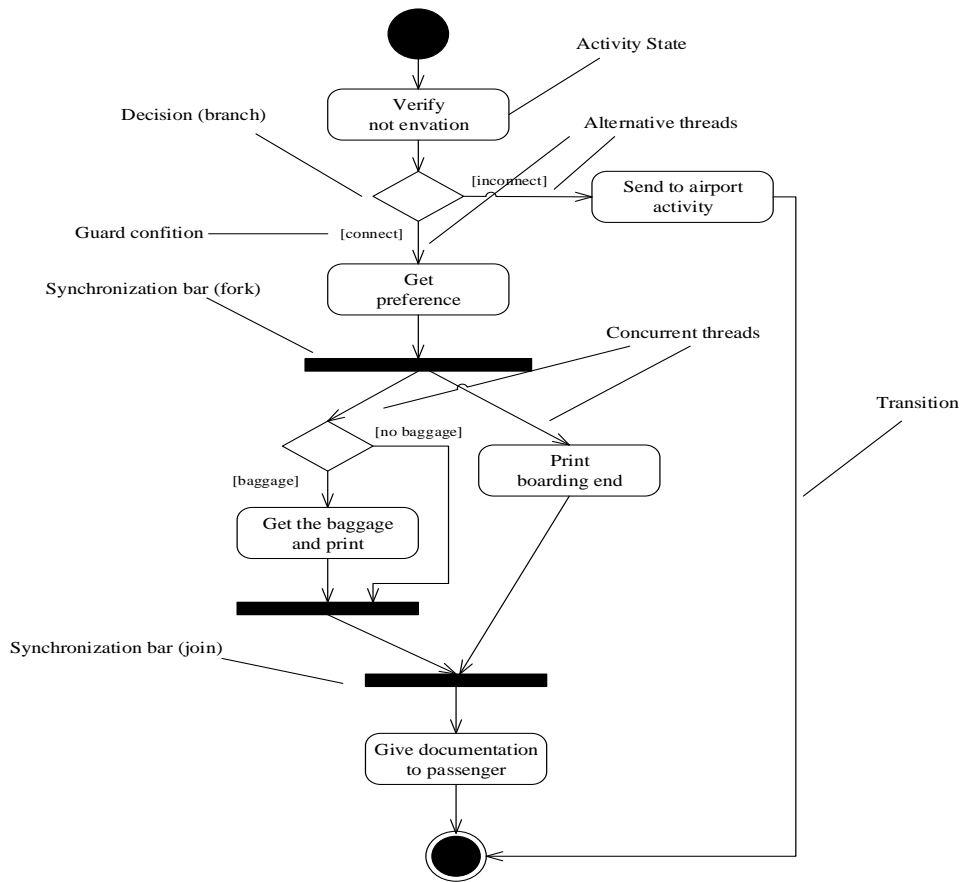 Activity State
Verify
not envation
Decision (branch)
Alternative threads
[inconnect]
Send to airport
activity
Guard confition
[connect]
Get
preference
Synchronization bar (fork)
Concurrent threads
Transition
[no baggage]
Print
boarding end
[baggage]
Get the baggage
and print
Synchronization bar (join)
Give documentation
to passenger